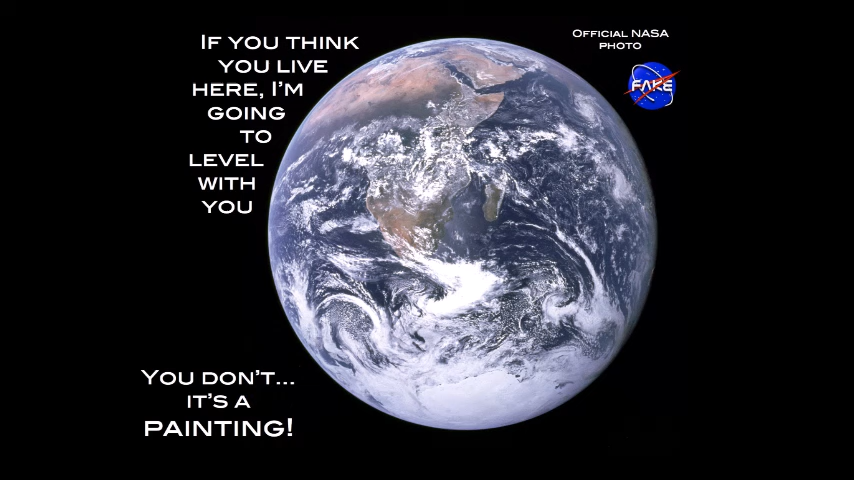 If you think
you live
here, I'm
going
to
level
with
you
Official NASA
photo
FAKE
You don't...
it's a
painting!